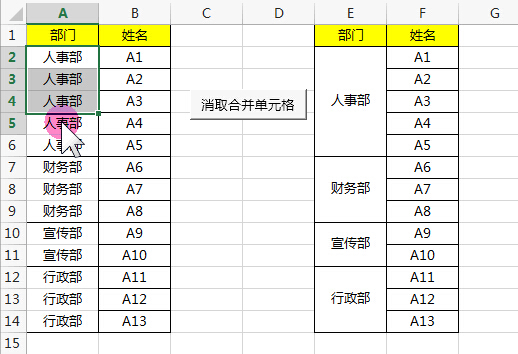 A B C D E F G
1 部门 姓名 部门 姓名
2 人事部 A1 A1
3 人事部 A2 A2
4 人事部 A3 消取合并单元格 人事部 A3
5 人事部 A4 A4
6 人事部 A5 A5
7 财务部 A6 A6
8 财务部 A7 财务部 A7
9 财务部 A8 A8
10 宣传部 A9 宣传部 A9
11 宣传部 A10 A10
12 行政部 A11 A11
13 行政部 A12 行政部 A12
14 行政部 A13 A13
15